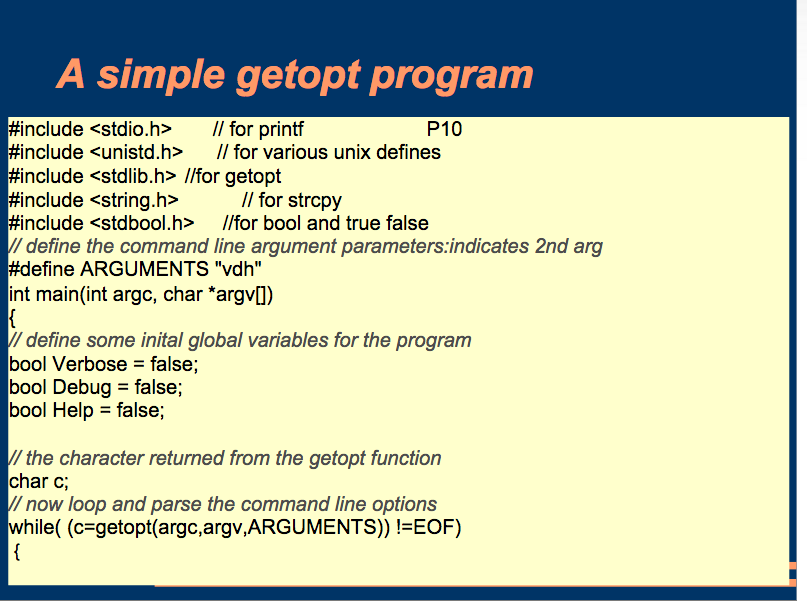 A simple getopt program
#include <stdio.h> // for printf P10
#include <unistd.h> // for various unix defines
#include <stdlib.h> //for getopt
#include <string.h> // for strcpy
#include <stdbool.h> //for bool and true false
// define the command line argument parameters:indicates 2nd arg
#define ARGUMENTS "vdh"
int main(int argc, char *argv[])
{
// define some inital global variables for the program
bool Verbose = false;
bool Debug = false;
bool Help = false;
// the character returned from the getopt function
char c;
// now loop and parse the command line options
while( (c=getopt(argc,argv,ARGUMENTS)) !=EOF)
{